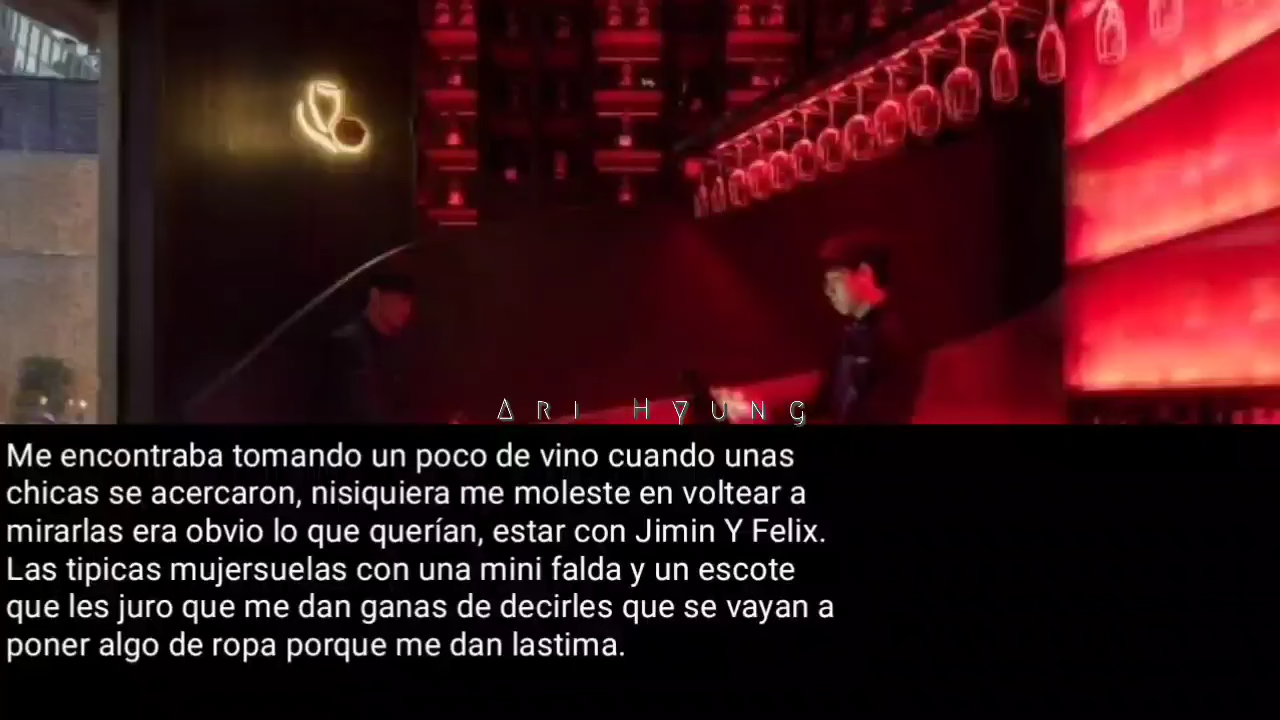 Ari Hyung
Me encontraba tomando un poco de vino cuando unas
chicas se acercaron, nisiquiera me moleste en voltear a
mirarlas era obvio lo que querían, estar con Jimin Y Felix.
Las tipicas mujersuelas con una mini falda y un escote
que les juro que me dan ganas de decirles que se vayan a
poner algo de ropa porque me dan lastima.